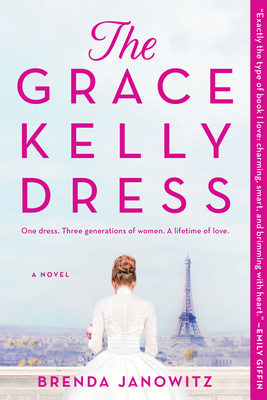 The
GRACE
KELLY
DRESS
One dress. Three generations of women. A lifetime of love.
A NOVEL
BRENDA JANOWITZ
"Exactly the type of book I love: charming, smart, and brimming with heart." —EMILY GIFFIN